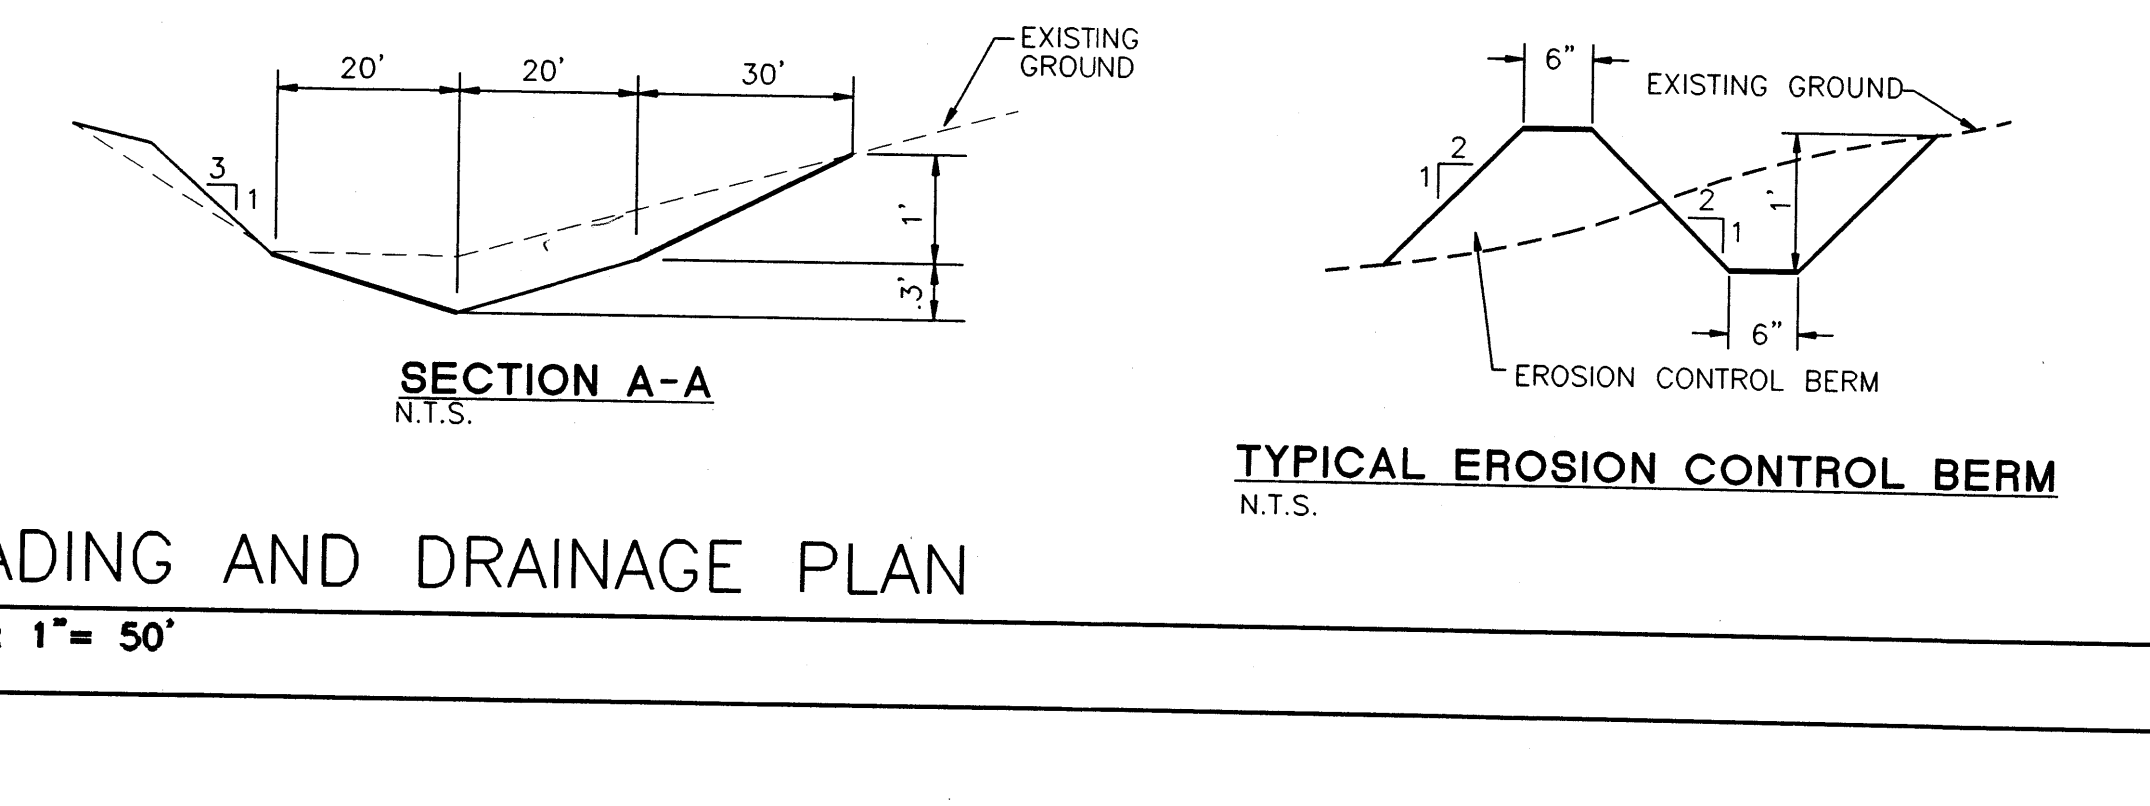 20'
20'
30'
EXISTING
GROUND
3
1
1'
.3'
SECTION A-A
N.T.S.
6"
EXISTING GROUND
2
1
2
1
1'
6"
EROSION CONTROL BERM
TYPICAL EROSION CONTROL BERM
N.T.S.
ADING AND DRAINAGE PLAN
: 1"= 50'